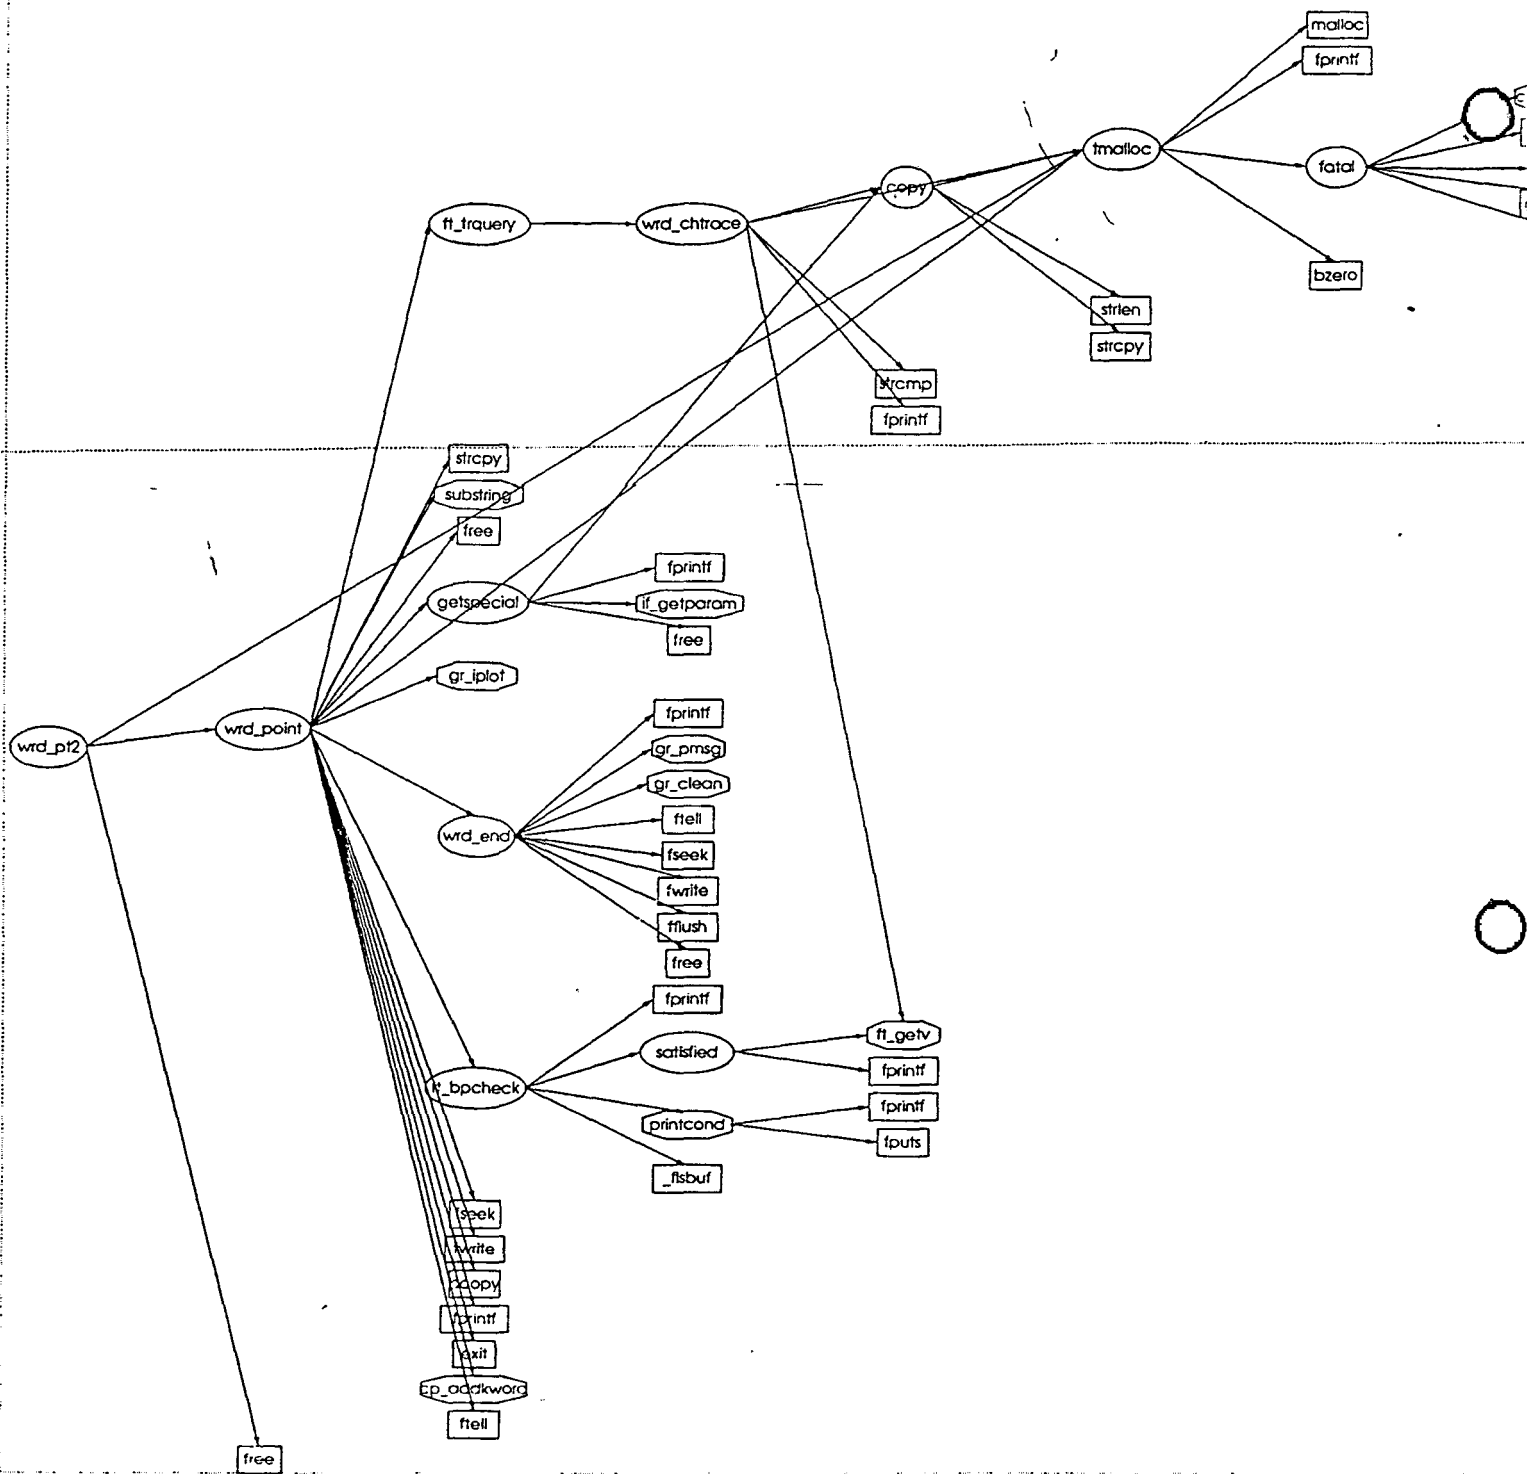 malloc
fprintf
tmalloc
fatal
copy
ft_trquery
wrd_chtrace
bzero
strlen
strcpy
strcmp
fprintf
strcpy
substring
free
fprintf
getspecial
if_getparam
free
gr_iplot
fprintf
wrd_point
wrd_pt2
gr_pmsg
gr_clean
ftell
wrd_end
fseek
fwrite
fflush
free
fprintf
ft_getv
satisfied
fprintf
ft_bpcheck
fprintf
printcond
fputs
_flsbuf
fseek
fwrite
fprintf
exit
cp_addkword
ftell
free